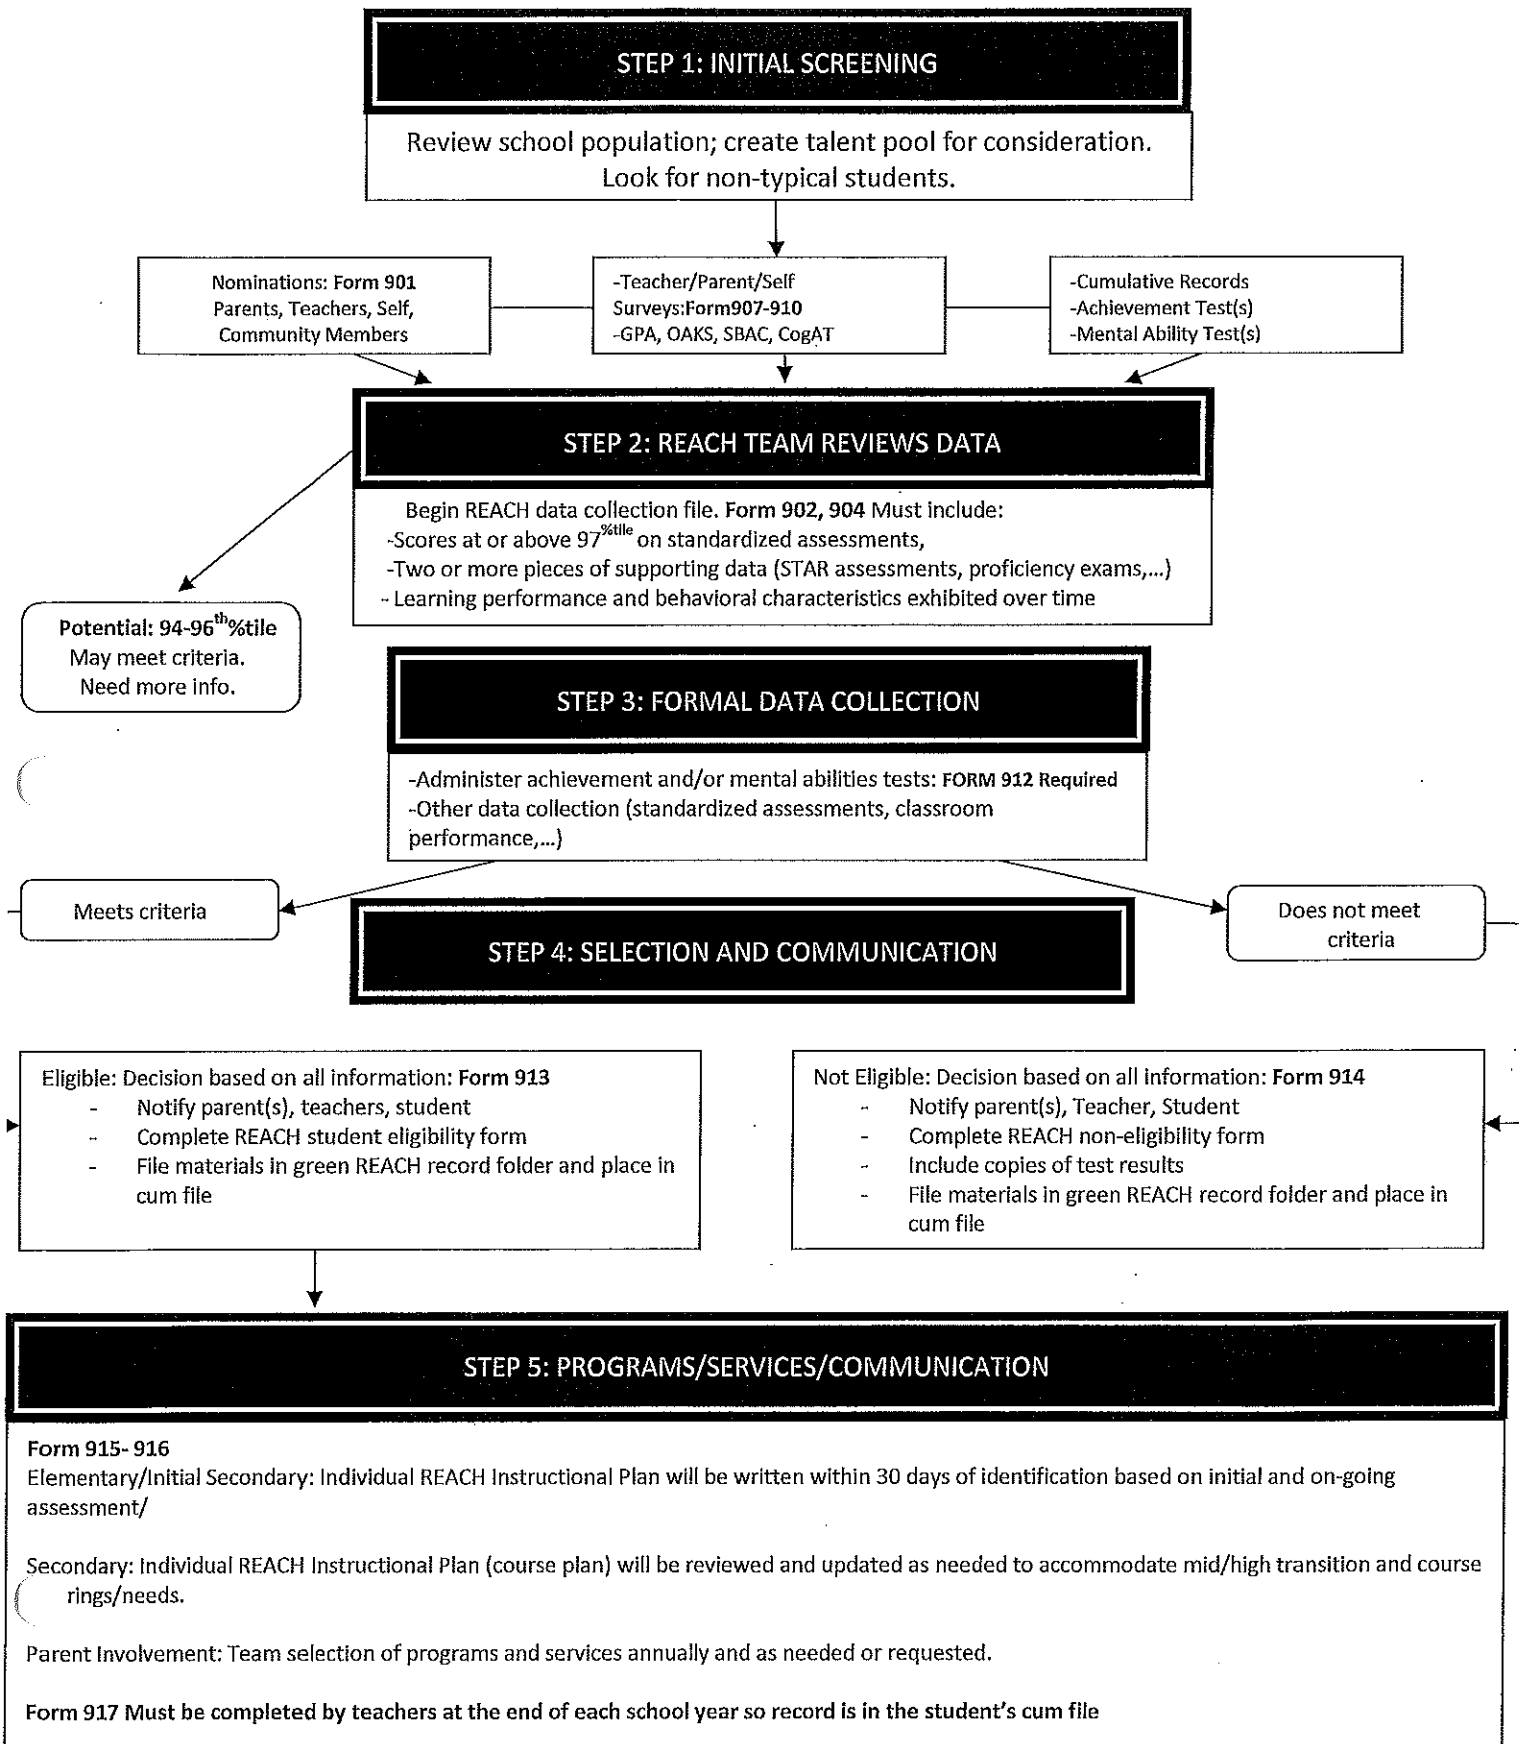 STEP 1: INITIAL SCREENING
Review school population; create talent pool for consideration.
Look for non-typical students.
Nominations: Form 901
Parents, Teachers, Self,
Community Members
-Teacher/Parent/Self
Surveys:Form907-910
-GPA, OAKS, SBAC, CogAT
-Cumulative Records
-Achievement Test(s)
-Mental Ability Test(s)
STEP 2: REACH TEAM REVIEWS DATA
Begin REACH data collection file. Form 902, 904 Must include:
-Scores at or above 97%tile on standardized assessments,
-Two or more pieces of supporting data (STAR assessments, proficiency exams,...)
- Learning performance and behavioral characteristics exhibited over time
Potential: 94-96th%tile
May meet criteria.
Need more info.
STEP 3: FORMAL DATA COLLECTION
-Administer achievement and/or mental abilities tests: FORM 912 Required
-Other data collection (standardized assessments, classroom
performance,...)
Meets criteria
Does not meet
criteria
STEP 4: SELECTION AND COMMUNICATION
Eligible: Decision based on all information: Form 913
- Notify parent(s), teachers, student
- Complete REACH student eligibility form
- File materials in green REACH record folder and place in
cum file
Not Eligible: Decision based on all information: Form 914
- Notify parent(s), Teacher, Student
- Complete REACH non-eligibility form
- Include copies of test results
- File materials in green REACH record folder and place in
cum file
STEP 5: PROGRAMS/SERVICES/COMMUNICATION
Form 915- 916
Elementary/Initial Secondary: Individual REACH Instructional Plan will be written within 30 days of identification based on initial and on-going
assessment/
Secondary: Individual REACH Instructional Plan (course plan) will be reviewed and updated as needed to accommodate mid/high transition and course
rings/needs.
Parent Involvement: Team selection of programs and services annually and as needed or requested.
Form 917 Must be completed by teachers at the end of each school year so record is in the student's cum file